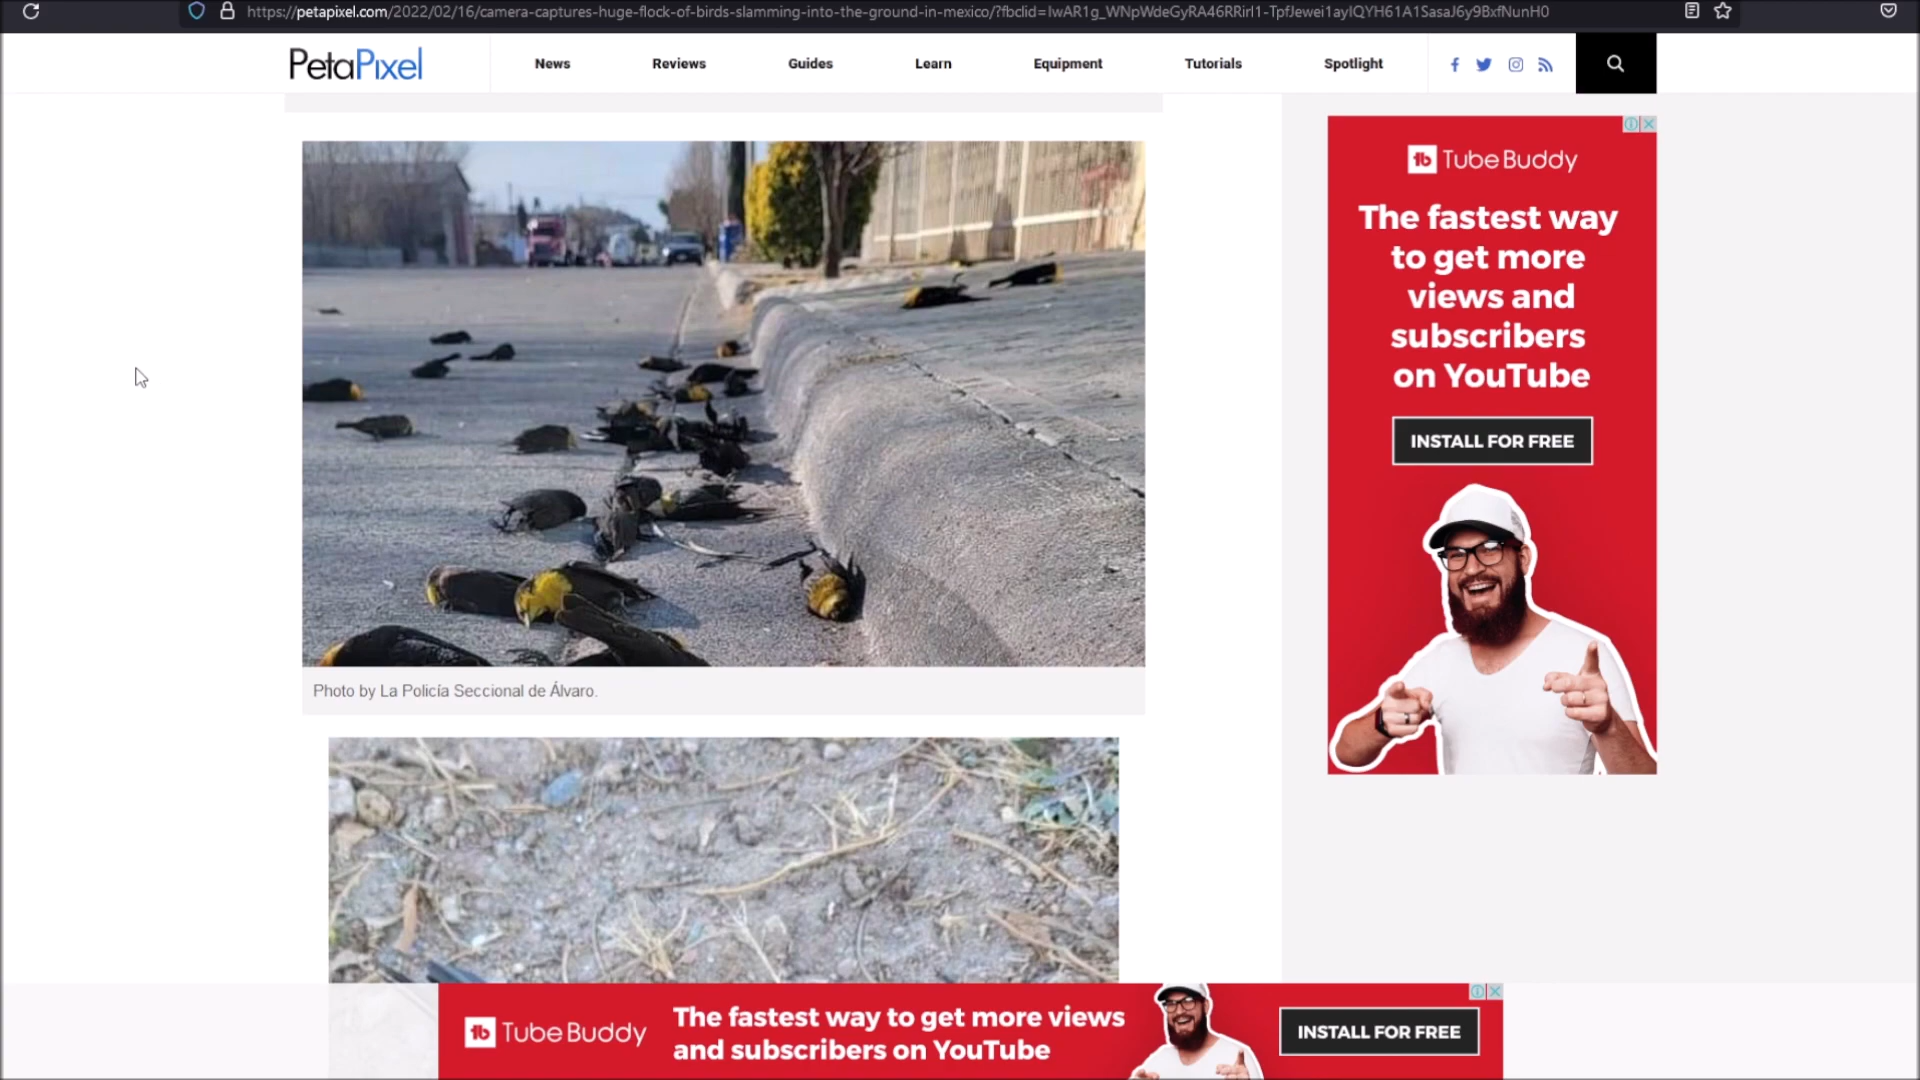 https://petapixel.com/2022/02/16/camera-captures-huge-flock-of-birds-slamming-into-the-ground-in-mexico/?fbclid=
PetaPixel
News
Reviews
Guides
Learn
Equipment
Tutorials
Spotlight
Photo by La Policía Seccional de Álvaro.
tb TubeBuddy
The fastest way
to get more
views and
subscribers
on YouTube
INSTALL FOR FREE
tb TubeBuddy
The fastest way to get more views
and subscribers on YouTube
INSTALL FOR FREE